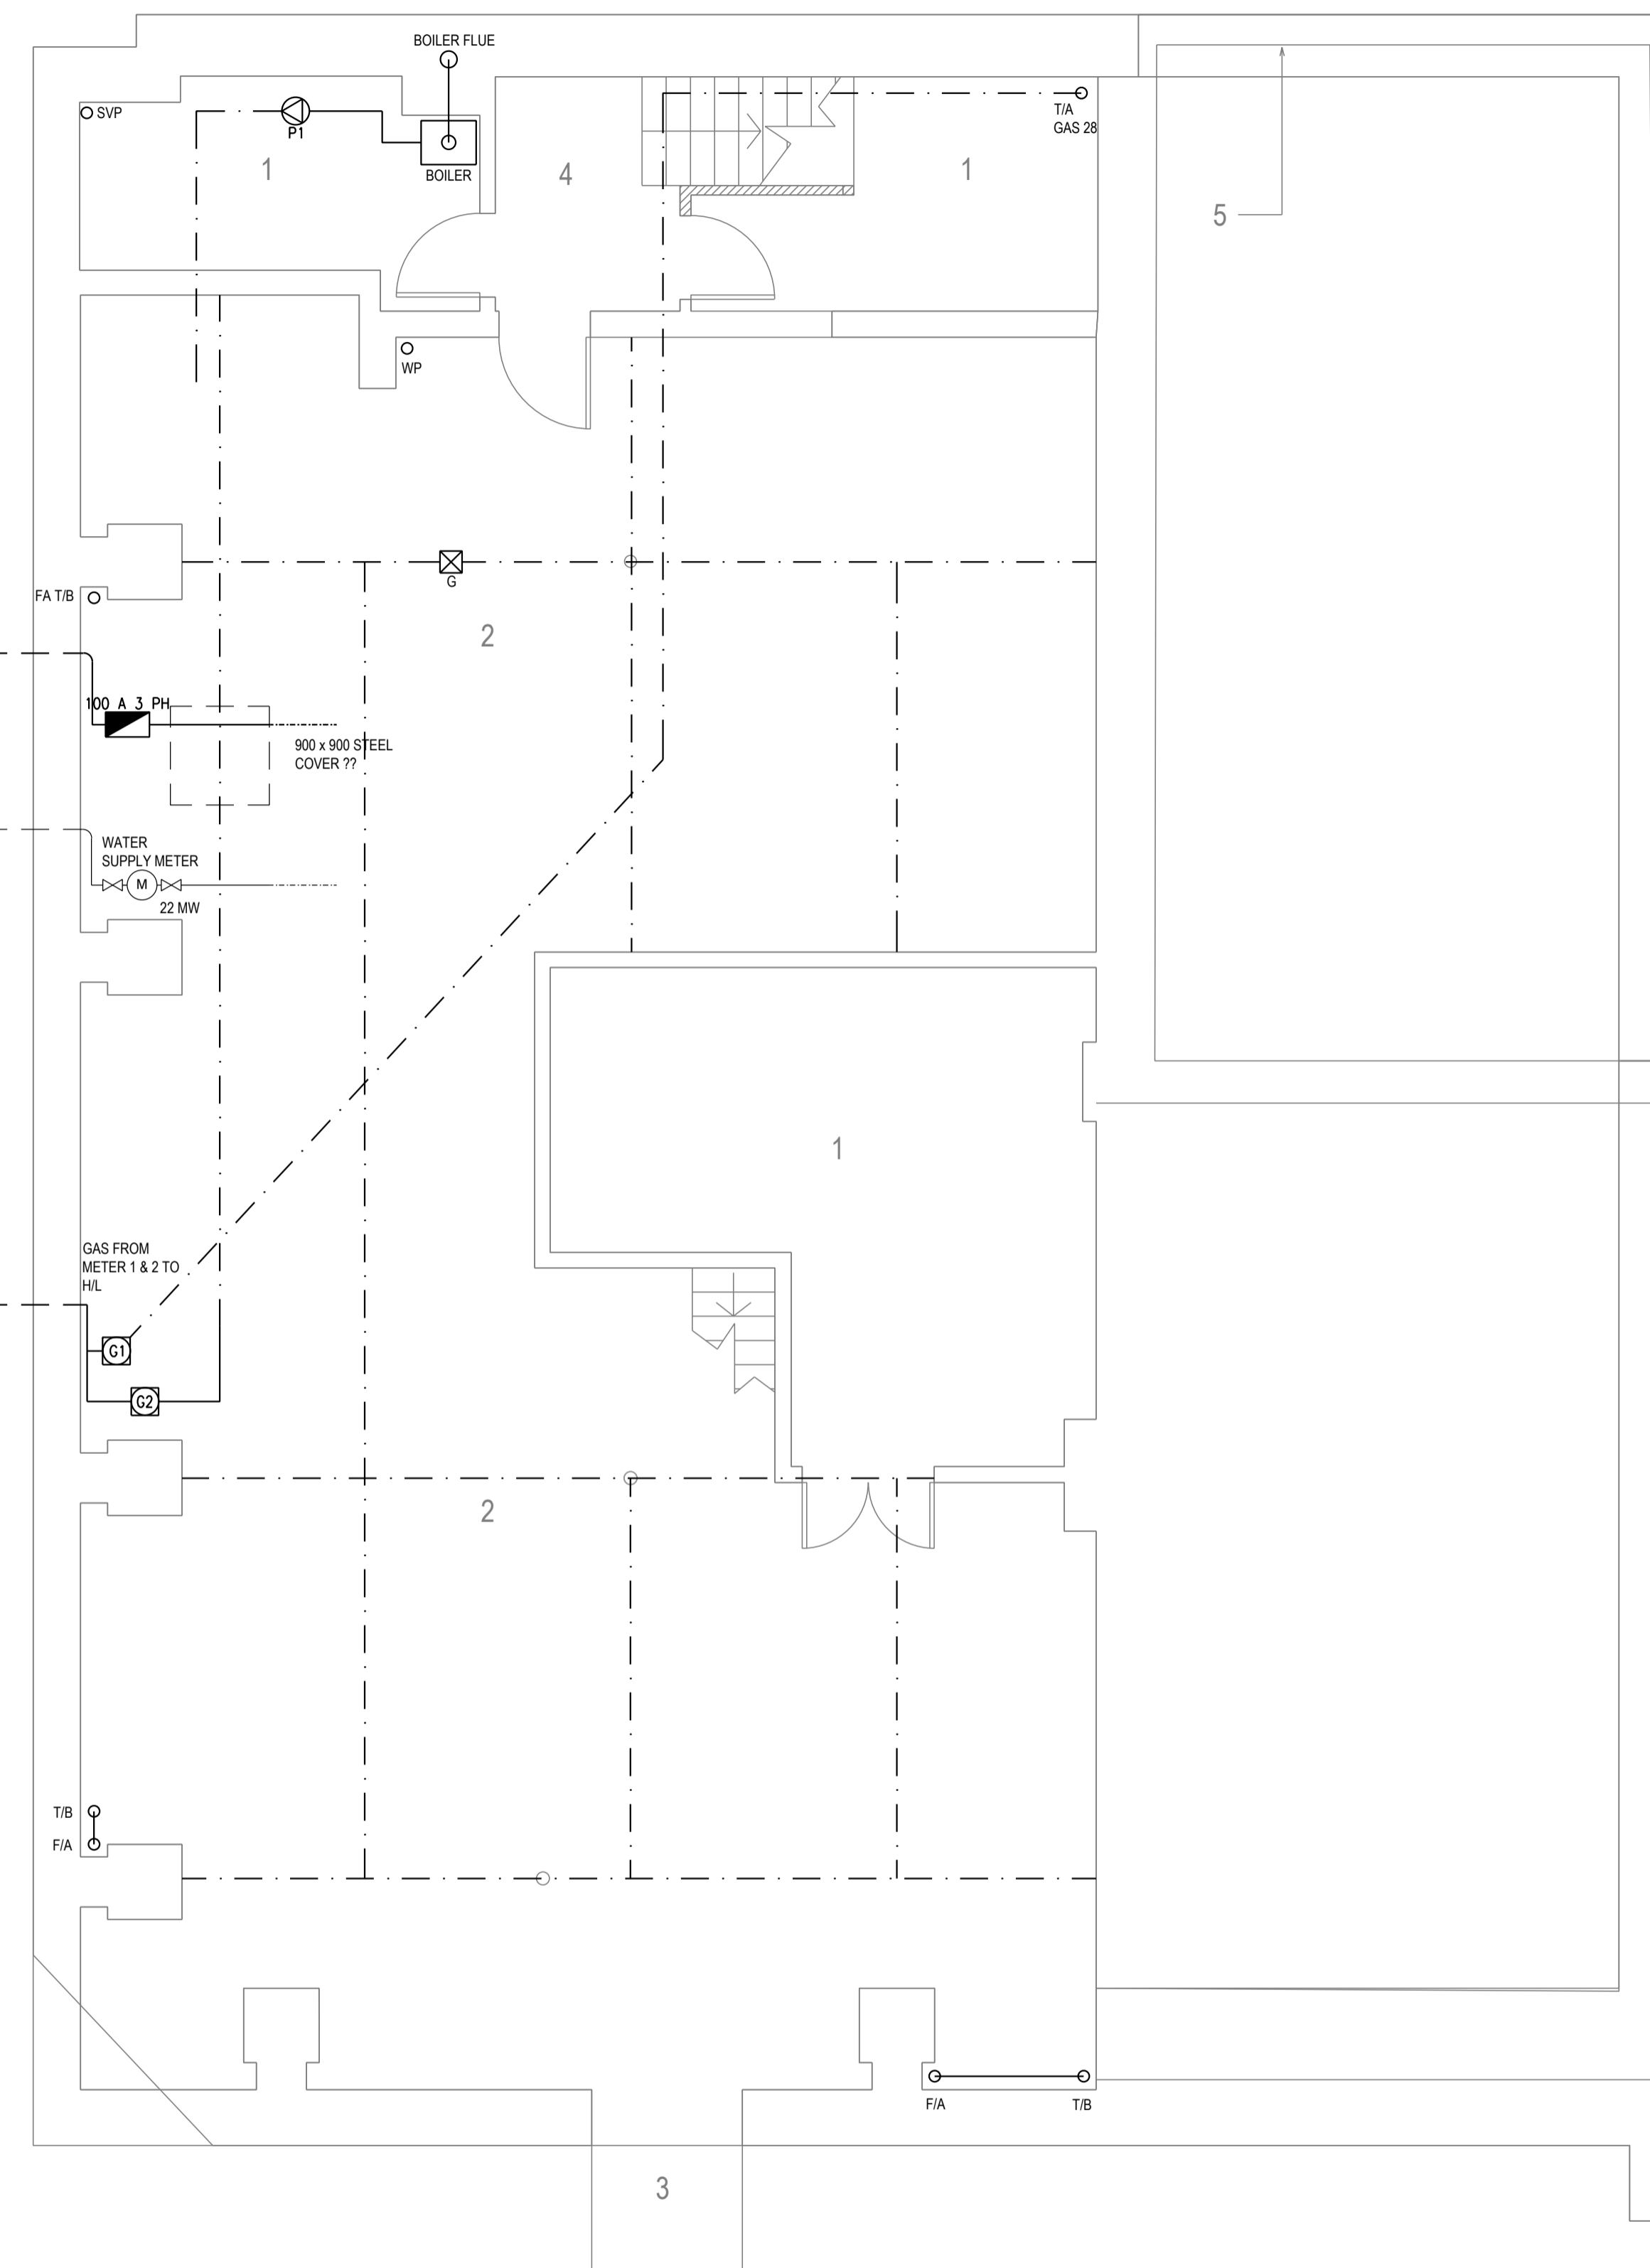 BOILER FLUE
SVP
P1
BOILER
T/A
GAS 28
1
4
1
5
WP
G
FA T/B
2
100 A 3 PH
900 x 900 STEEL
COVER ??
WATER
SUPPLY METER
M
22 MW
1
GAS FROM
METER 1 & 2 TO
H/L
G1
G2
2
T/B
F/A
F/A
T/B
3